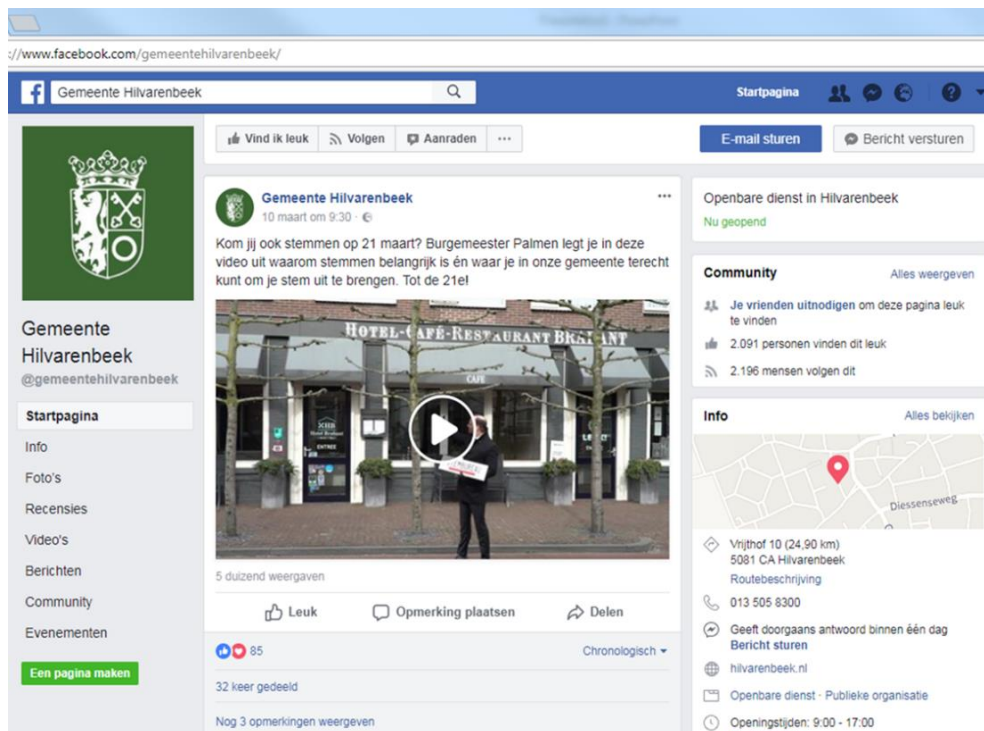 ://www.facebook.com/gemeentehilvarenbeek/
Gemeente Hilvarenbeek
Startpagina
Vind ik leuk
Volgen
Aanraden
E-mail sturen
Bericht versturen
Gemeente
Hilvarenbeek
@gemeentehilvarenbeek
Startpagina
Info
Foto's
Recensies
Video's
Berichten
Community
Evenementen
Een pagina maken
Gemeente Hilvarenbeek
10 maart om 9:30 ·
Kom jij ook stemmen op 21 maart? Burgemeester Palmen legt je in deze
video uit waarom stemmen belangrijk is én waar je in onze gemeente terecht
kunt om je stem uit te brengen. Tot de 21e!
HOTEL-CAFÉ-RESTAURANT BRABANT
CAFE
5 duizend weergaven
Leuk
Opmerking plaatsen
Delen
85
Chronologisch
32 keer gedeeld
Nog 3 opmerkingen weergeven
Openbare dienst in Hilvarenbeek
Nu geopend
Community
Alles weergeven
Je vrienden uitnodigen om deze pagina leuk
te vinden
2.091 personen vinden dit leuk
2.196 mensen volgen dit
Info
Alles bekijken
Diessenseweg
Vrijthof 10 (24,90 km)
5081 CA Hilvarenbeek
Routebeschrijving
013 505 8300
Geeft doorgaans antwoord binnen één dag
Bericht sturen
hilvarenbeek.nl
Openbare dienst · Publieke organisatie
Openingstijden: 9:00 - 17:00